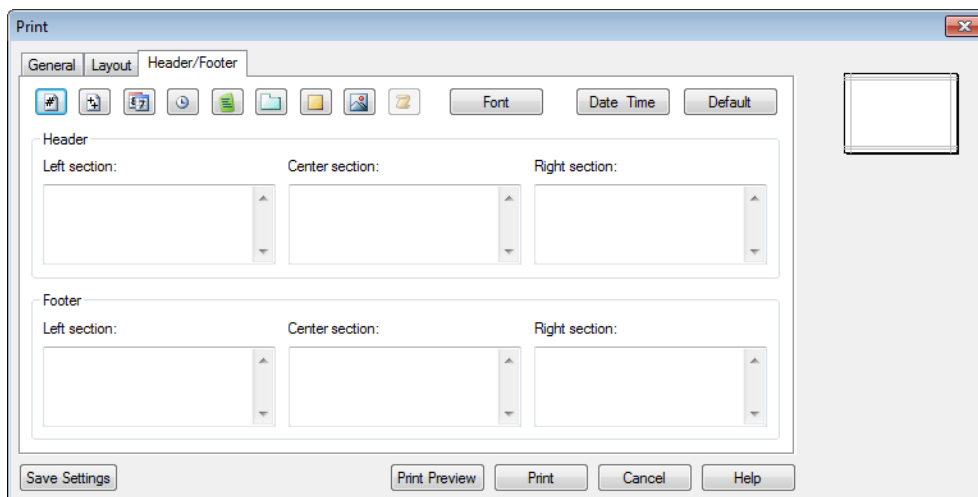 Print
General Layout Header/Footer
Font Date Time Default
Header
Left section: Center section: Right section:
Footer
Left section: Center section: Right section:
Save Settings Print Preview Print Cancel Help